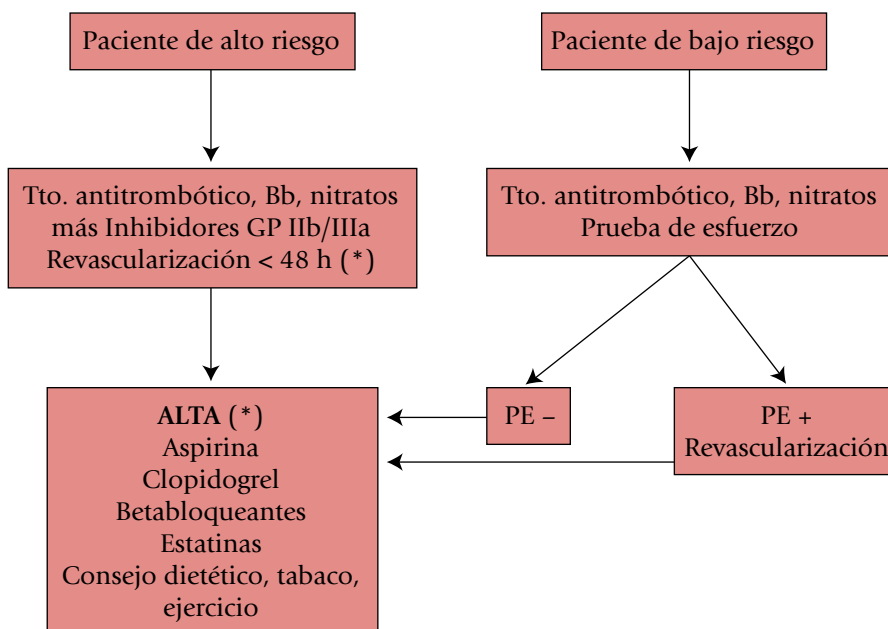 Paciente de alto riesgo
Paciente de bajo riesgo
Tto. antitrombótico, Bb, nitratos
más Inhibidores GP IIb/IIIa
Revascularización < 48 h (*)
Tto. antitrombótico, Bb, nitratos
Prueba de esfuerzo
ALTA (*)
Aspirina
Clopidogrel
Betabloqueantes
Estatinas
Consejo dietético, tabaco,
ejercicio
PE –
PE +
Revascularización